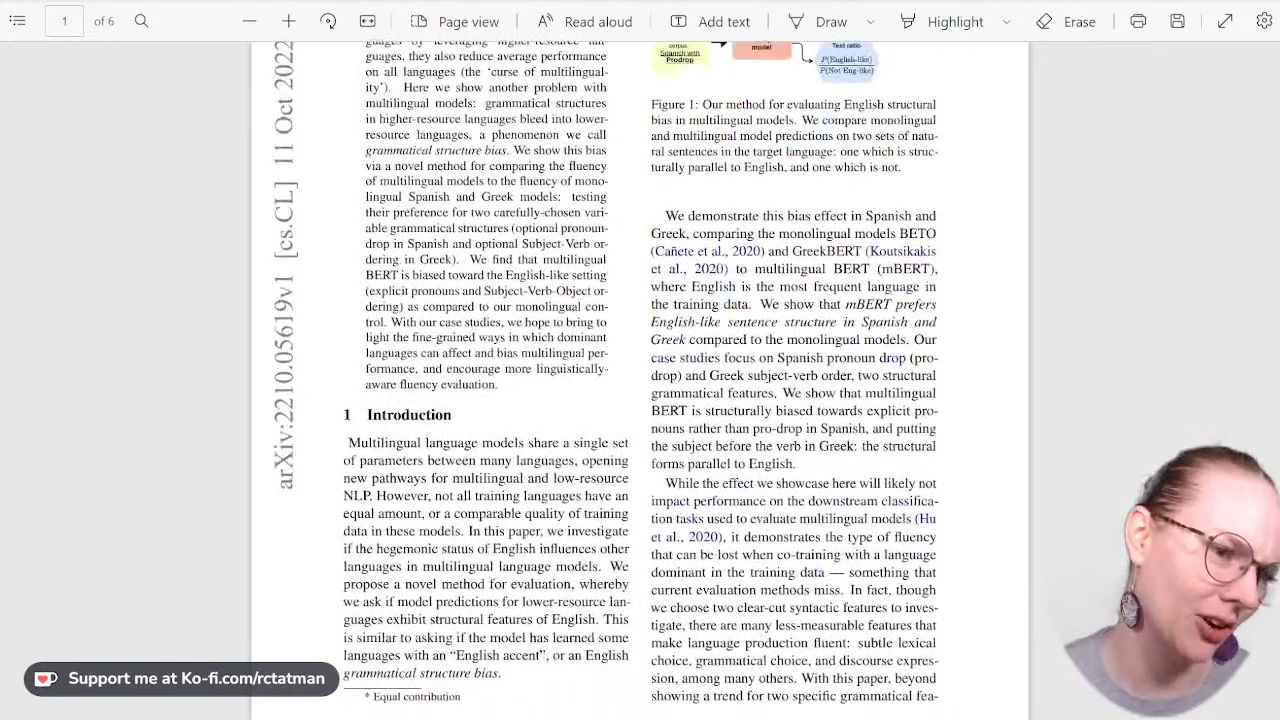 1 of 6 Page view Read aloud Add text Draw Highlight Erase
arXiv:2210.05619v1 [cs.CL] 11 Oct 2022
guages by leveraging higher-resource lan-
guages, they also reduce average performance
on all languages (the ‘curse of multilingual-
ity’). Here we show another problem with
multilingual models: grammatical structures
in higher-resource languages bleed into lower-
resource languages, a phenomenon we call
grammatical structure bias. We show this bias
via a novel method for comparing the fluency
of multilingual models to the fluency of mono-
lingual Spanish and Greek models: testing
their preference for two carefully-chosen vari-
able grammatical structures (optional pronoun-
drop in Spanish and optional Subject-Verb or-
dering in Greek). We find that multilingual
BERT is biased toward the English-like setting
(explicit pronouns and Subject-Verb-Object or-
dering) as compared to our monolingual con-
trol. With our case studies, we hope to bring to
light the fine-grained ways in which dominant
languages can affect and bias multilingual per-
formance, and encourage more linguistically-
aware fluency evaluation.
1 Introduction
Multilingual language models share a single set
of parameters between many languages, opening
new pathways for multilingual and low-resource
NLP. However, not all training languages have an
equal amount, or a comparable quality of training
data in these models. In this paper, we investigate
if the hegemonic status of English influences other
languages in multilingual language models. We
propose a novel method for evaluation, whereby
we ask if model predictions for lower-resource lan-
guages exhibit structural features of English. This
is similar to asking if the model has learned some
languages with an “English accent”, or an English
grammatical structure bias.
* Equal contribution
corpus
Spanish with
Prodrop
model
Test ratio
P(English-like)
P(Not Eng-like)
Figure 1: Our method for evaluating English structural
bias in multilingual models. We compare monolingual
and multilingual model predictions on two sets of natu-
ral sentences in the target language: one which is struc-
turally parallel to English, and one which is not.
We demonstrate this bias effect in Spanish and
Greek, comparing the monolingual models BETO
(Cañete et al., 2020) and GreekBERT (Koutsikakis
et al., 2020) to multilingual BERT (mBERT),
where English is the most frequent language in
the training data. We show that mBERT prefers
English-like sentence structure in Spanish and
Greek compared to the monolingual models. Our
case studies focus on Spanish pronoun drop (pro-
drop) and Greek subject-verb order, two structural
grammatical features. We show that multilingual
BERT is structurally biased towards explicit pro-
nouns rather than pro-drop in Spanish, and putting
the subject before the verb in Greek: the structural
forms parallel to English.
While the effect we showcase here will likely not
impact performance on the downstream classifica-
tion tasks used to evaluate multilingual models (Hu
et al., 2020), it demonstrates the type of fluency
that can be lost when co-training with a language
dominant in the training data — something that
current evaluation methods miss. In fact, though
we choose two clear-cut syntactic features to inves-
tigate, there are many less-measurable features that
make language production fluent: subtle lexical
choice, grammatical choice, and discourse expres-
sion, among many others. With this paper, beyond
showing a trend for two specific grammatical fea-
Support me at Ko-fi.com/rctatman